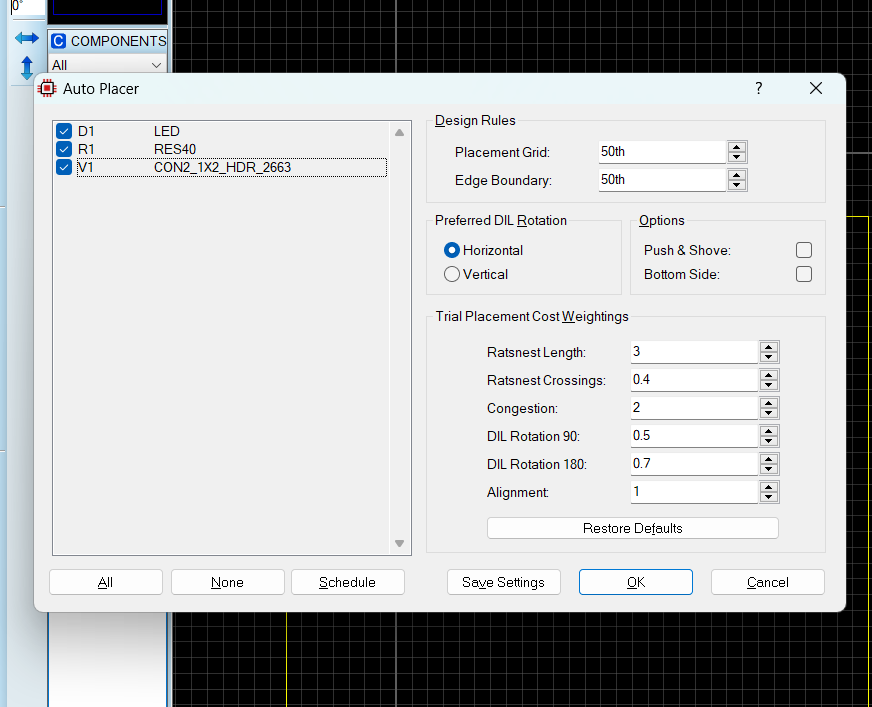 0°
C COMPONENTS
All
Auto Placer ?
D1 LED
R1 RES40
V1 CON2_1X2_HDR_2663
Design Rules
Placement Grid: 50th
Edge Boundary: 50th
Preferred DIL Rotation
Horizontal
Vertical
Options
Push & Shove:
Bottom Side:
Trial Placement Cost Weightings
Ratsnest Length: 3
Ratsnest Crossings: 0.4
Congestion: 2
DIL Rotation 90: 0.5
DIL Rotation 180: 0.7
Alignment: 1
Restore Defaults
All None Schedule Save Settings OK Cancel